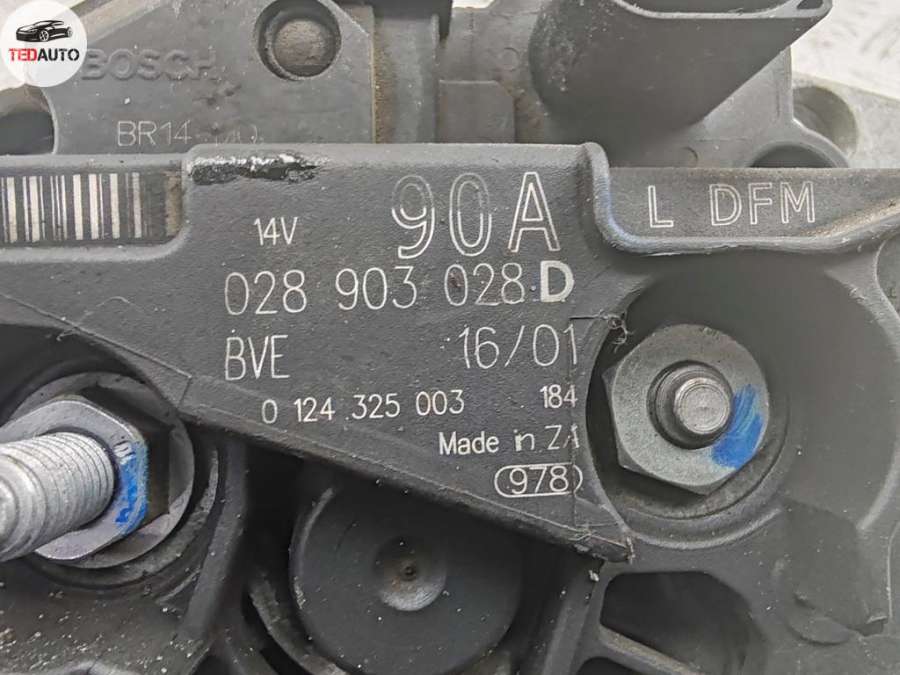 TEDAUTO
BOSCH
BR14
14V 90A L DFM
028 903 028 D
BVE 16/01
0 124 325 003 184
Made in ZA
978